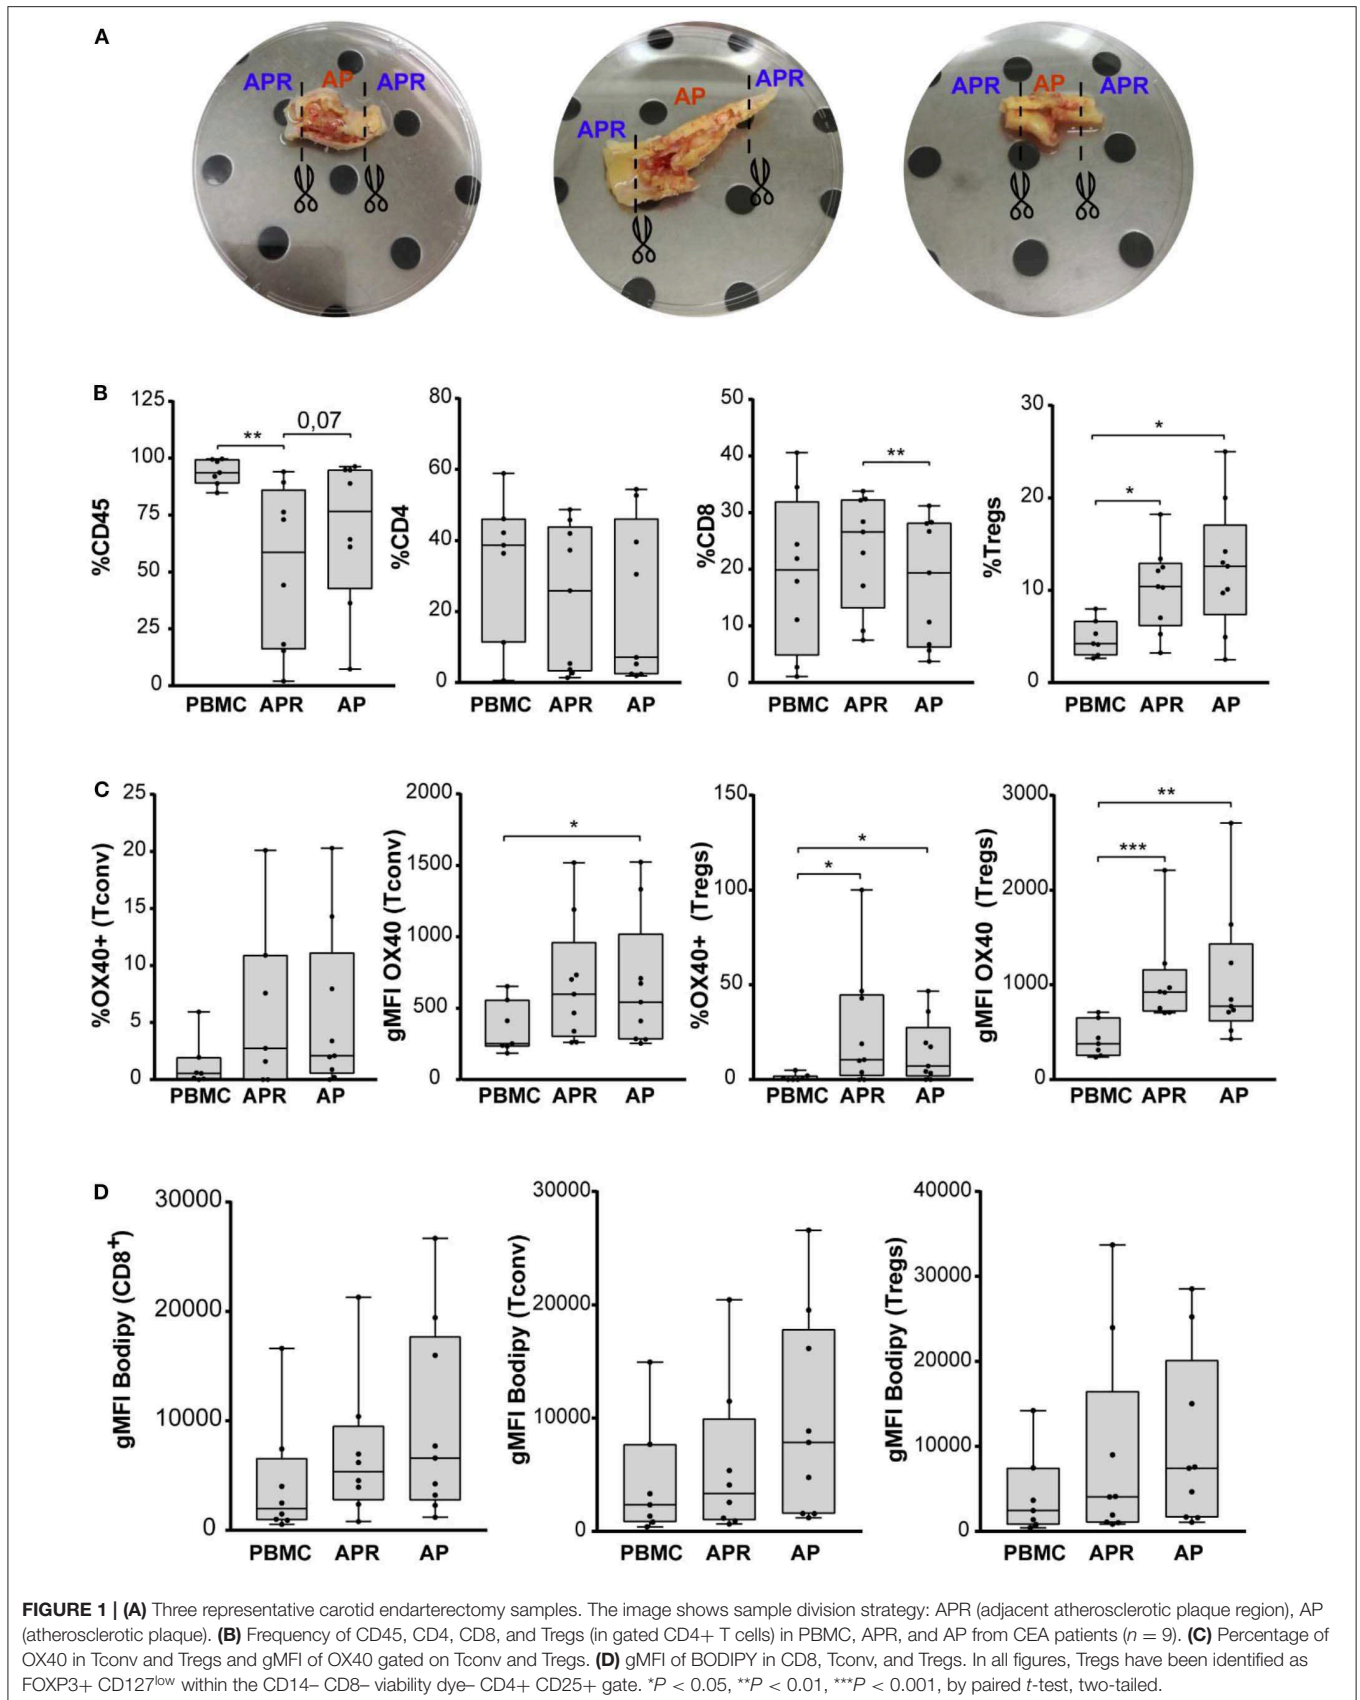 A
APR AP APR
APR AP APR
APR AP APR
B
125
100
75
50
25
0
%CD45
** 0,07
PBMC APR AP
80
60
40
20
0
%CD4
PBMC APR AP
50
40
30
20
10
0
%CD8
**
PBMC APR AP
30
20
10
0
%Tregs
*
*
PBMC APR AP
C
25
20
15
10
5
0
%OX40+ (Tconv)
PBMC APR AP
2000
1500
1000
500
0
gMFI OX40 (Tconv)
*
PBMC APR AP
150
100
50
0
%OX40+ (Tregs)
*
*
PBMC APR AP
3000
2000
1000
0
gMFI OX40 (Tregs)
**
***
PBMC APR AP
D
30000
20000
10000
0
gMFI Bodipy (CD8+)
PBMC APR AP
30000
20000
10000
0
gMFI Bodipy (Tconv)
PBMC APR AP
40000
30000
20000
10000
0
gMFI Bodipy (Tregs)
PBMC APR AP
FIGURE 1 | (A) Three representative carotid endarterectomy samples. The image shows sample division strategy: APR (adjacent atherosclerotic plaque region), AP
(atherosclerotic plaque). (B) Frequency of CD45, CD4, CD8, and Tregs (in gated CD4+ T cells) in PBMC, APR, and AP from CEA patients (n = 9). (C) Percentage of
OX40 in Tconv and Tregs and gMFI of OX40 gated on Tconv and Tregs. (D) gMFI of BODIPY in CD8, Tconv, and Tregs. In all figures, Tregs have been identified as
FOXP3+ CD127low within the CD14– CD8– viability dye– CD4+ CD25+ gate. *P < 0.05, **P < 0.01, ***P < 0.001, by paired t-test, two-tailed.